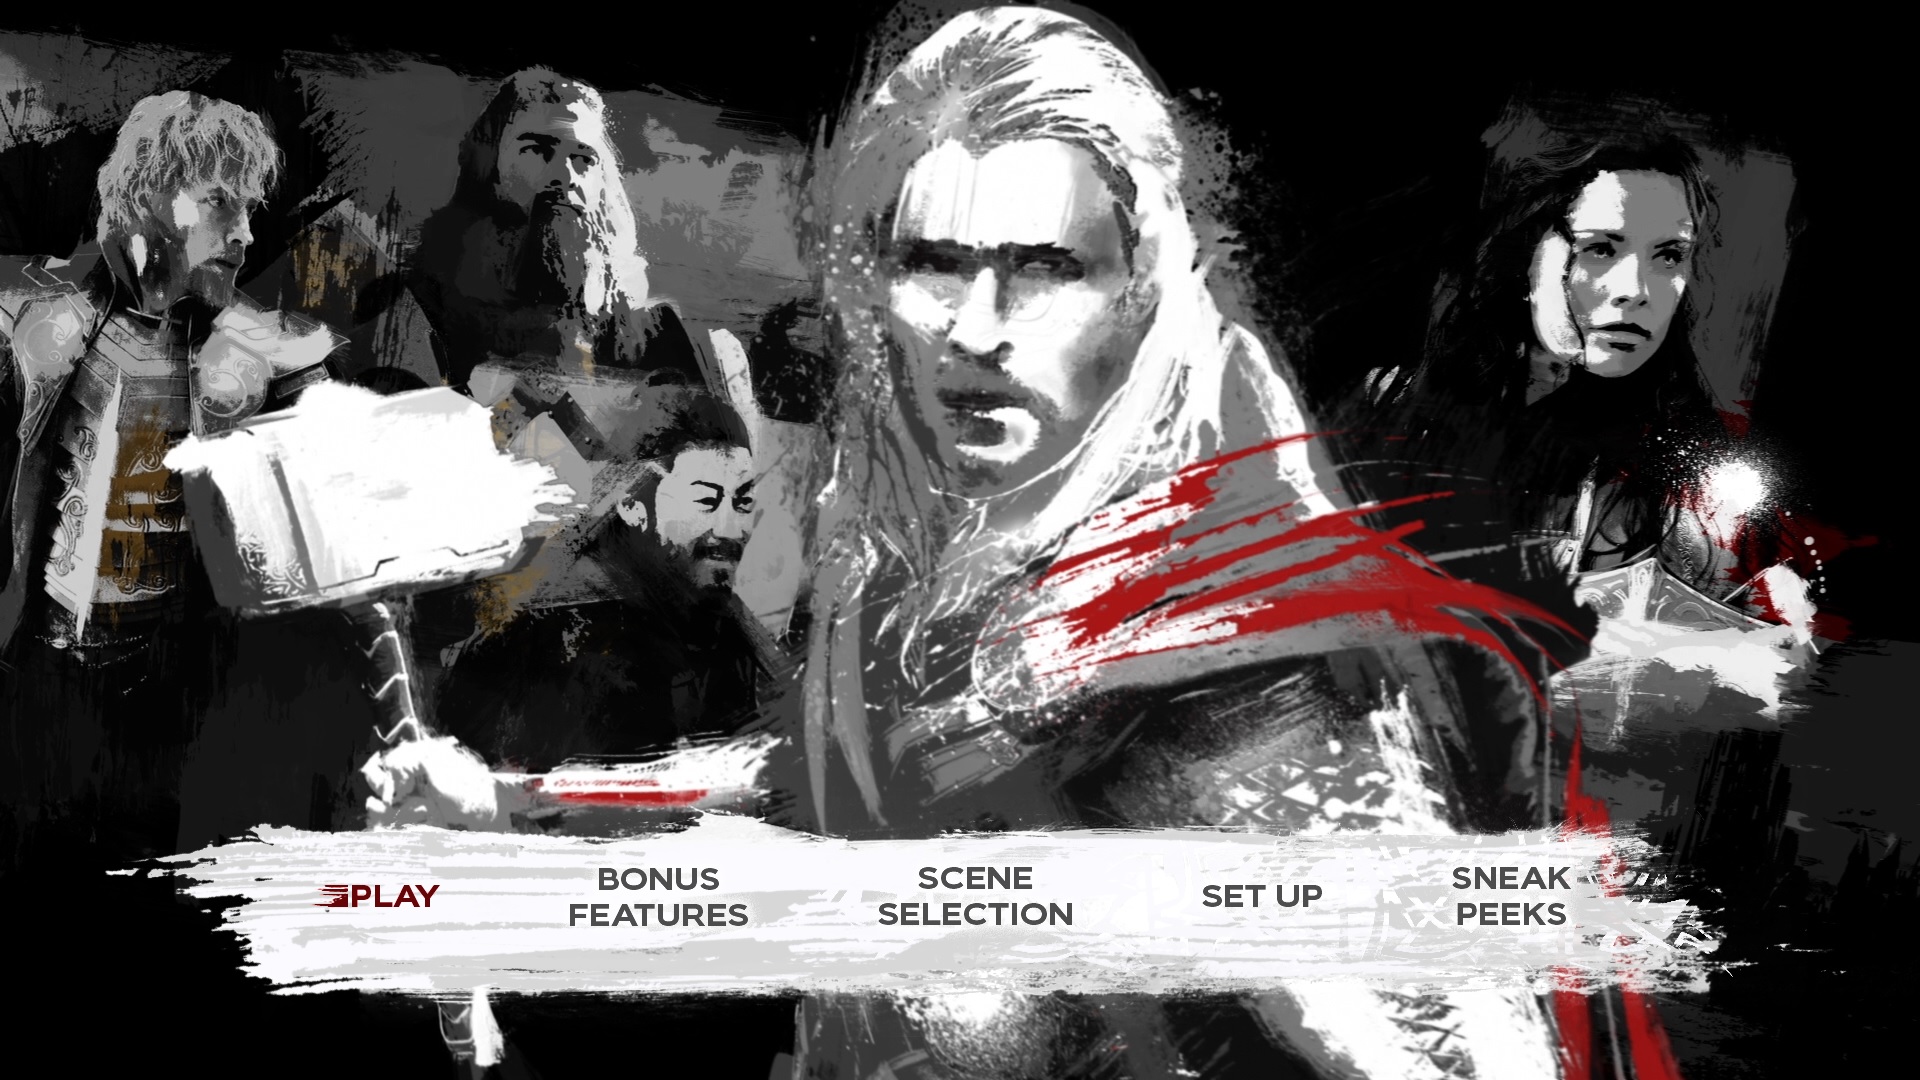 PLAY
BONUS
FEATURES
SCENE
SELECTION
SET UP
SNEAK
PEEKS